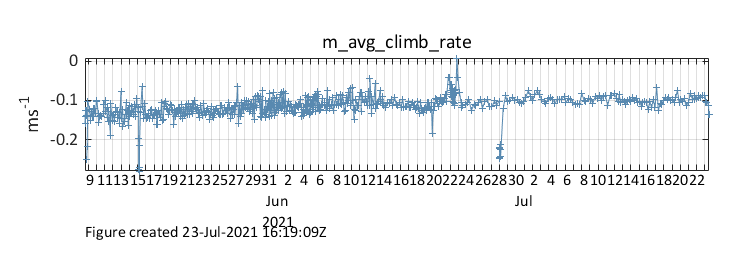 m_avg_climb_rate
0
-0.1
-0.2
ms-1
9 11 13 15 17 19 21 23 25 27 29 31 2 4 6 8 10 12 14 16 18 20 22 24 26 28 30 2 4 6 8 10 12 14 16 18 20 22
Jun Jul
2021
Figure created 23-Jul-2021 16:19:09Z